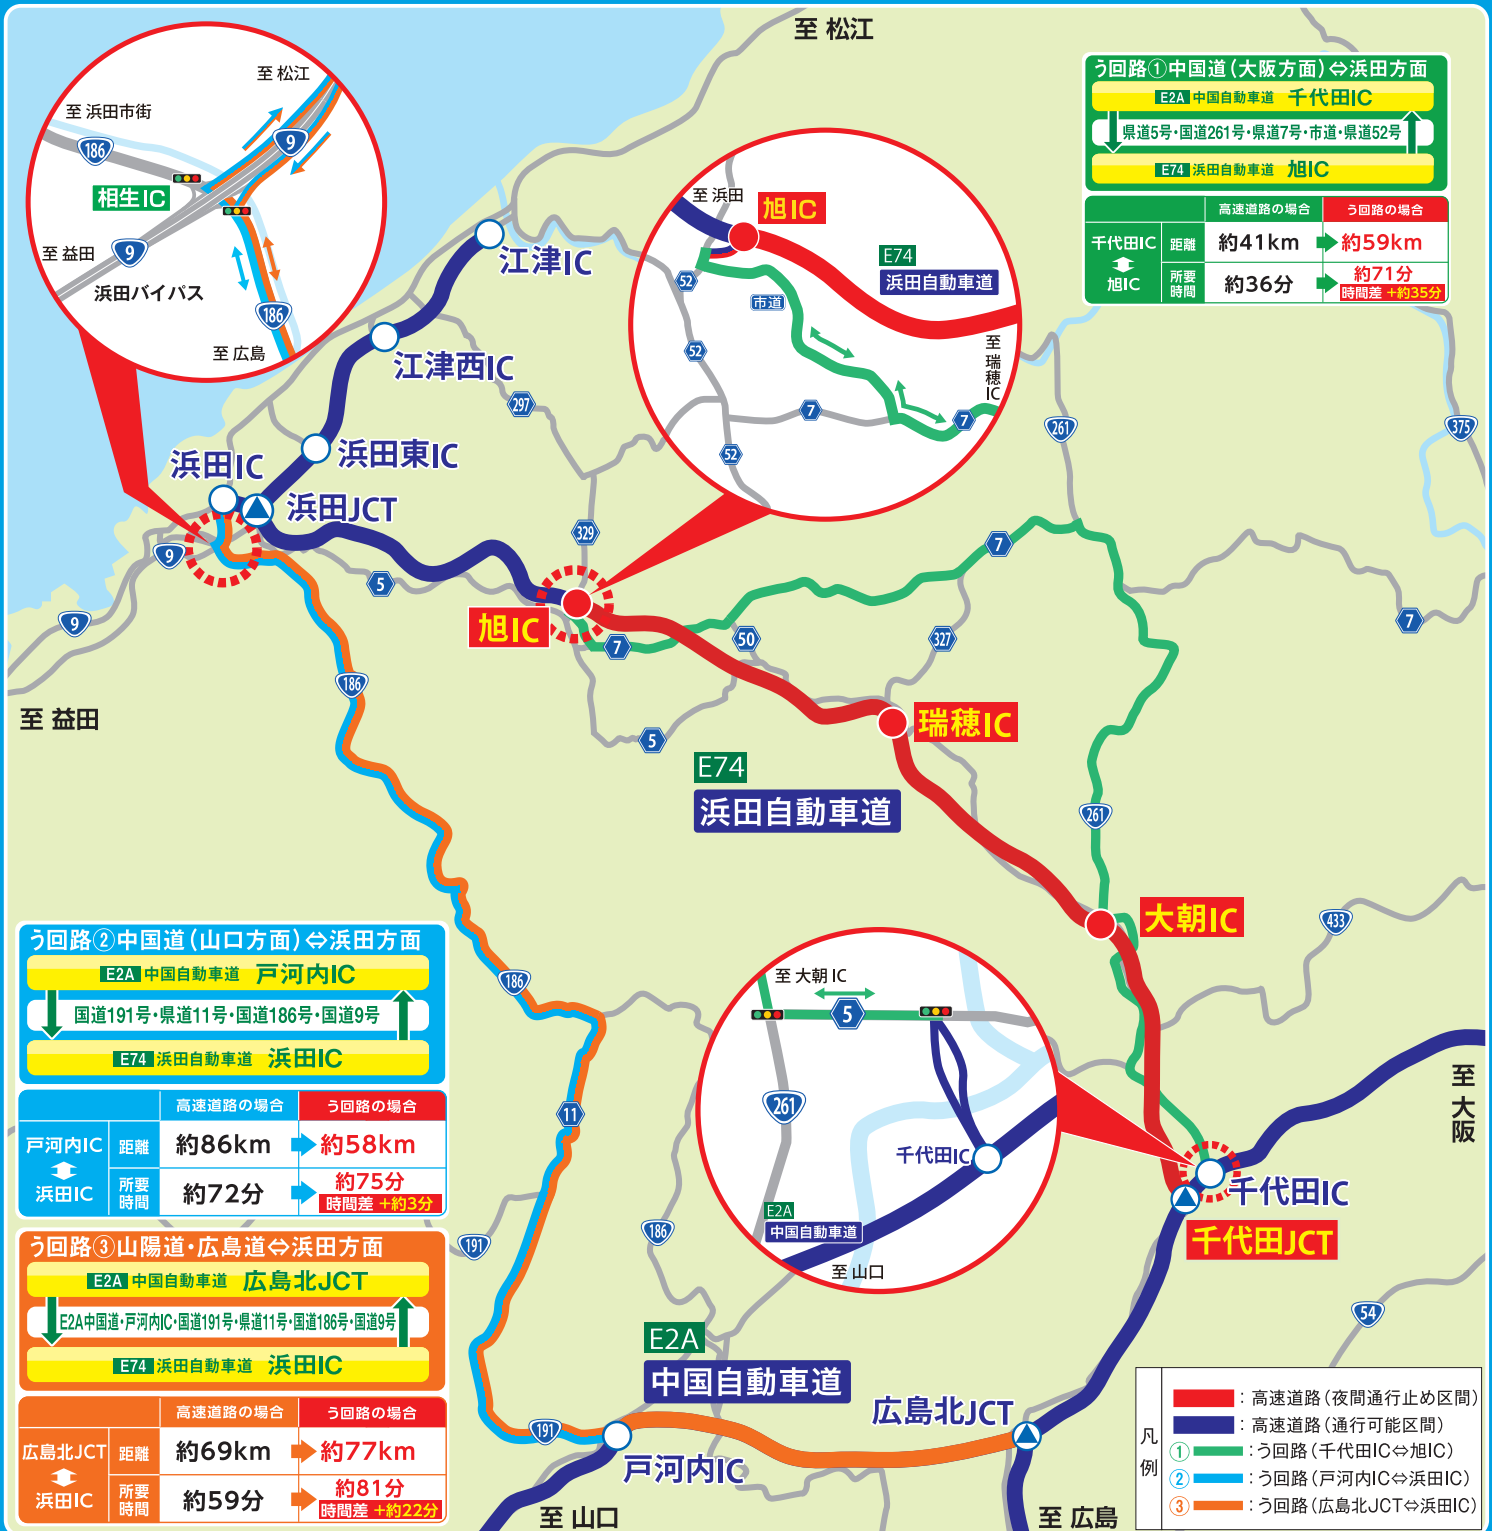 至 松江
至 松江
至 浜田市街
186
9
相生IC
至 益田
9
浜田バイパス
186
至 広島
う回路①中国道(大阪方面)⇔浜田方面
E2A 中国自動車道 千代田IC
県道5号・国道261号・県道7号・市道・県道52号
E74 浜田自動車道 旭IC
高速道路の場合 う回路の場合
千代田IC 旭IC
距離 約41km 約59km
所要時間 約36分 約71分
時間差 +約35分
至 浜田
旭IC
E74
浜田自動車道
52
市道
52
至 瑞穂IC
7
7
52
江津IC
江津西IC
297
浜田東IC
浜田IC
浜田JCT
261
375
329
7
9
5
9
旭IC
7
50
327
7
186
至 益田
5
瑞穂IC
E74
浜田自動車道
261
大朝IC
433
う回路②中国道(山口方面)⇔浜田方面
E2A 中国自動車道 戸河内IC
国道191号・県道11号・国道186号・国道9号
E74 浜田自動車道 浜田IC
高速道路の場合 う回路の場合
戸河内IC 浜田IC
距離 約86km 約58km
所要時間 約72分 約75分
時間差 +約3分
186
11
至 大朝IC
5
261
千代田IC
E2A
中国自動車道
至 山口
至 大阪
千代田IC
千代田JCT
191
186
う回路③山陽道・広島道⇔浜田方面
E2A 中国自動車道 広島北JCT
E2A中国道・戸河内IC・国道191号・県道11号・国道186号・国道9号
E74 浜田自動車道 浜田IC
高速道路の場合 う回路の場合
広島北JCT 浜田IC
距離 約69km 約77km
所要時間 約59分 約81分
時間差 +約22分
54
E2A
中国自動車道
191
戸河内IC
広島北JCT
至 山口
至 広島
凡例
：高速道路(夜間通行止め区間)
：高速道路(通行可能区間)
① ：う回路(千代田IC⇔旭IC)
② ：う回路(戸河内IC⇔浜田IC)
③ ：う回路(広島北JCT⇔浜田IC)